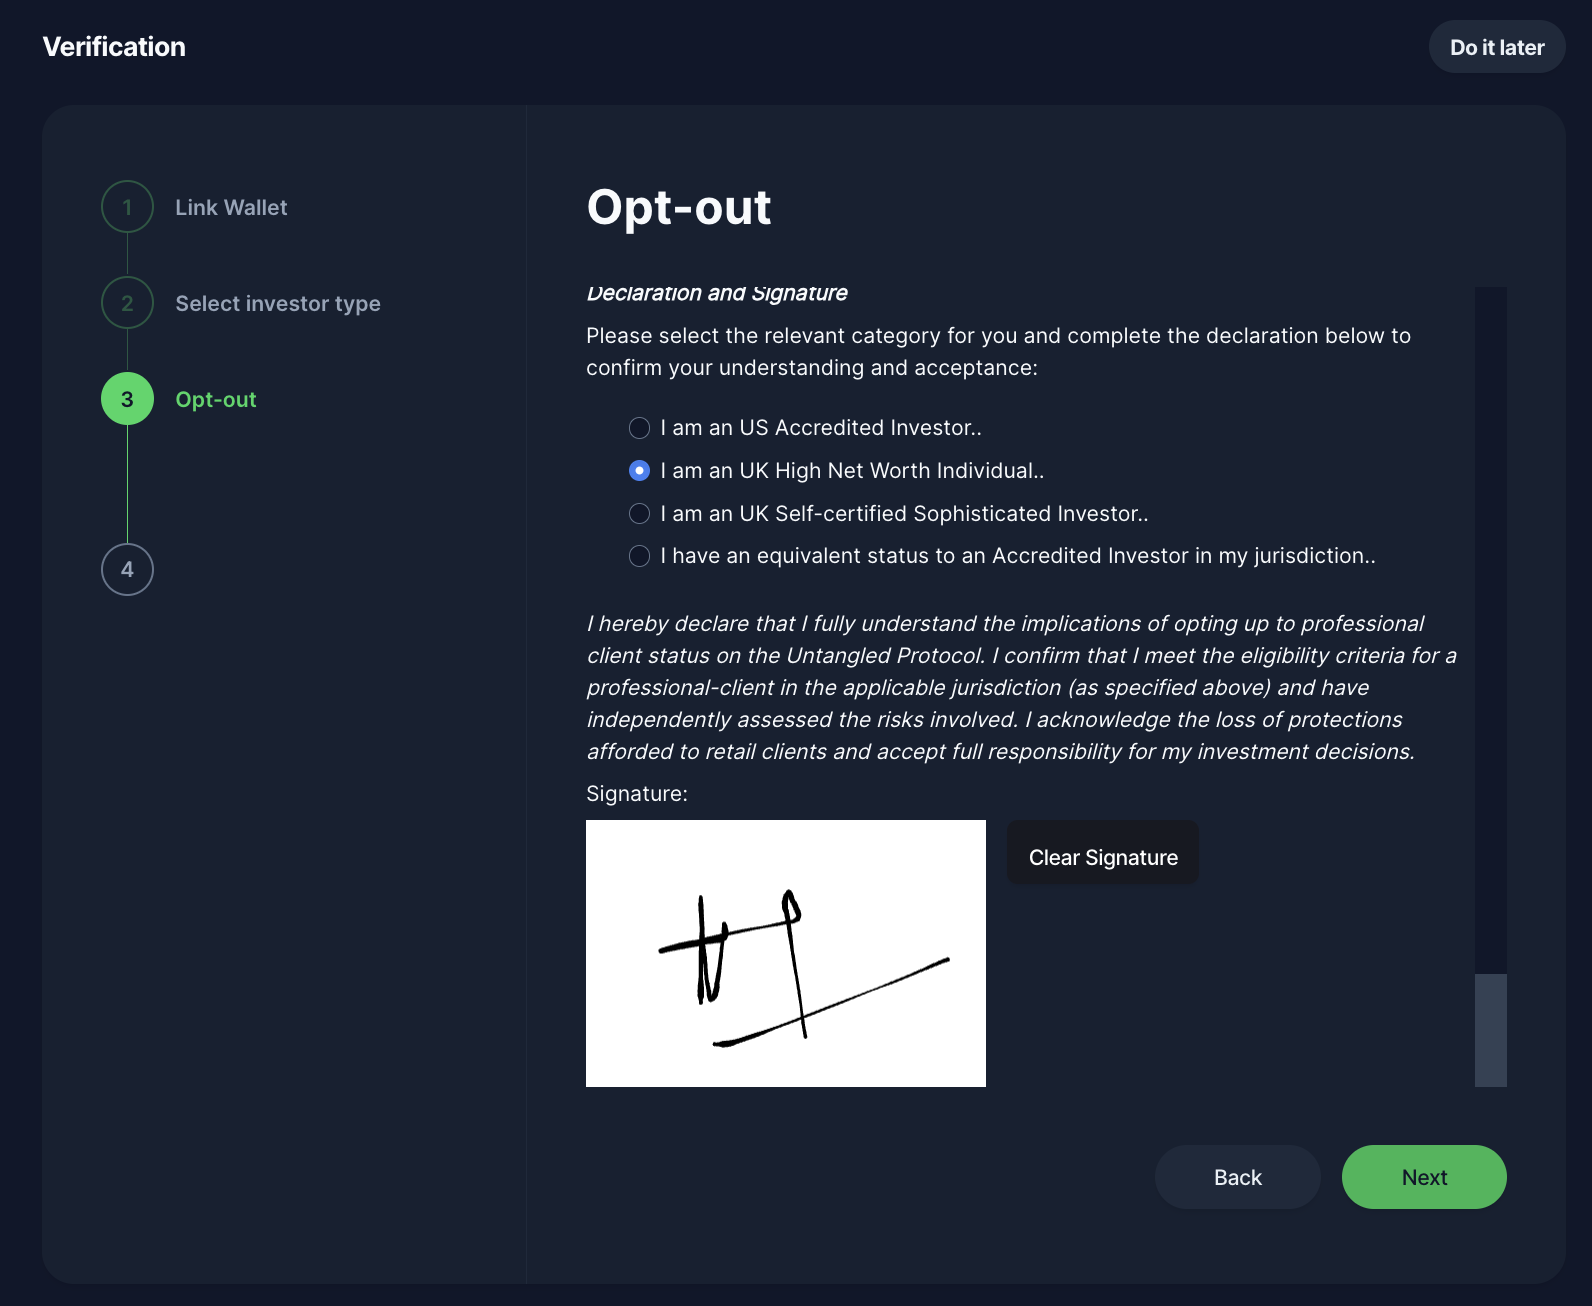 Verification
Do it later
1
Link Wallet
2
Select investor type
3
Opt-out
4
Opt-out
Declaration and Signature
Please select the relevant category for you and complete the declaration below to
confirm your understanding and acceptance:
I am an US Accredited Investor..
I am an UK High Net Worth Individual..
I am an UK Self-certified Sophisticated Investor..
I have an equivalent status to an Accredited Investor in my jurisdiction..
I hereby declare that I fully understand the implications of opting up to professional
client status on the Untangled Protocol. I confirm that I meet the eligibility criteria for a
professional-client in the applicable jurisdiction (as specified above) and have
independently assessed the risks involved. I acknowledge the loss of protections
afforded to retail clients and accept full responsibility for my investment decisions.
Signature:
Clear Signature
Back
Next